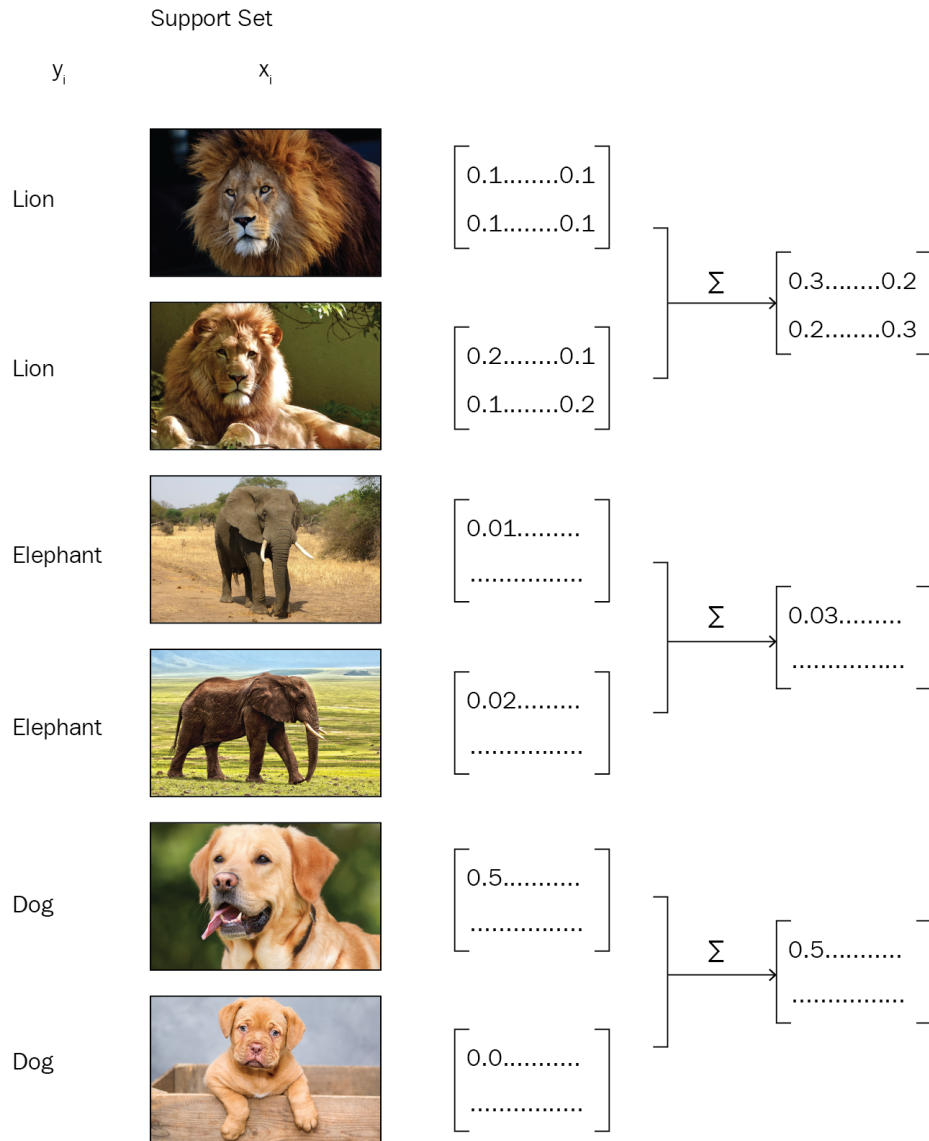 Support Set
yᵢ xᵢ
Lion
0.1........0.1
0.1........0.1
Σ
0.3........0.2
0.2........0.3
Lion
0.2........0.1
0.1........0.2
Elephant
0.01.........
................
Σ
0.03.........
................
Elephant
0.02.........
................
Dog
0.5...........
................
Σ
0.5...........
................
Dog
0.0...........
................